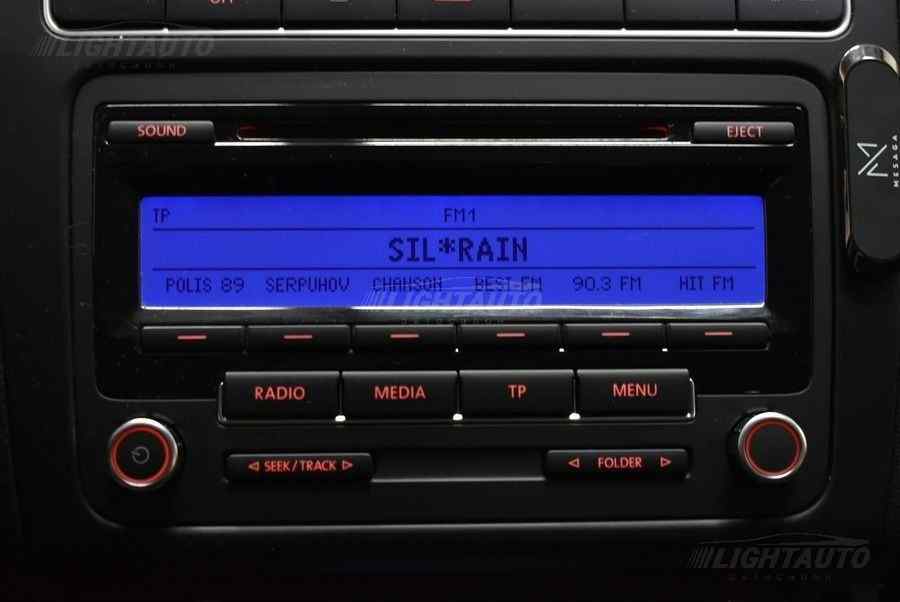 LIGHTAUTO
SOUND
EJECT
MESAGA
TP FM1
SIL*RAIN
POLIS 89 SERPUHOV CHANSON BEST-FM 90.3 FM HIT FM
LIGHTAUTO
RADIO MEDIA TP MENU
SEEK/TRACK FOLDER
LIGHTAUTO